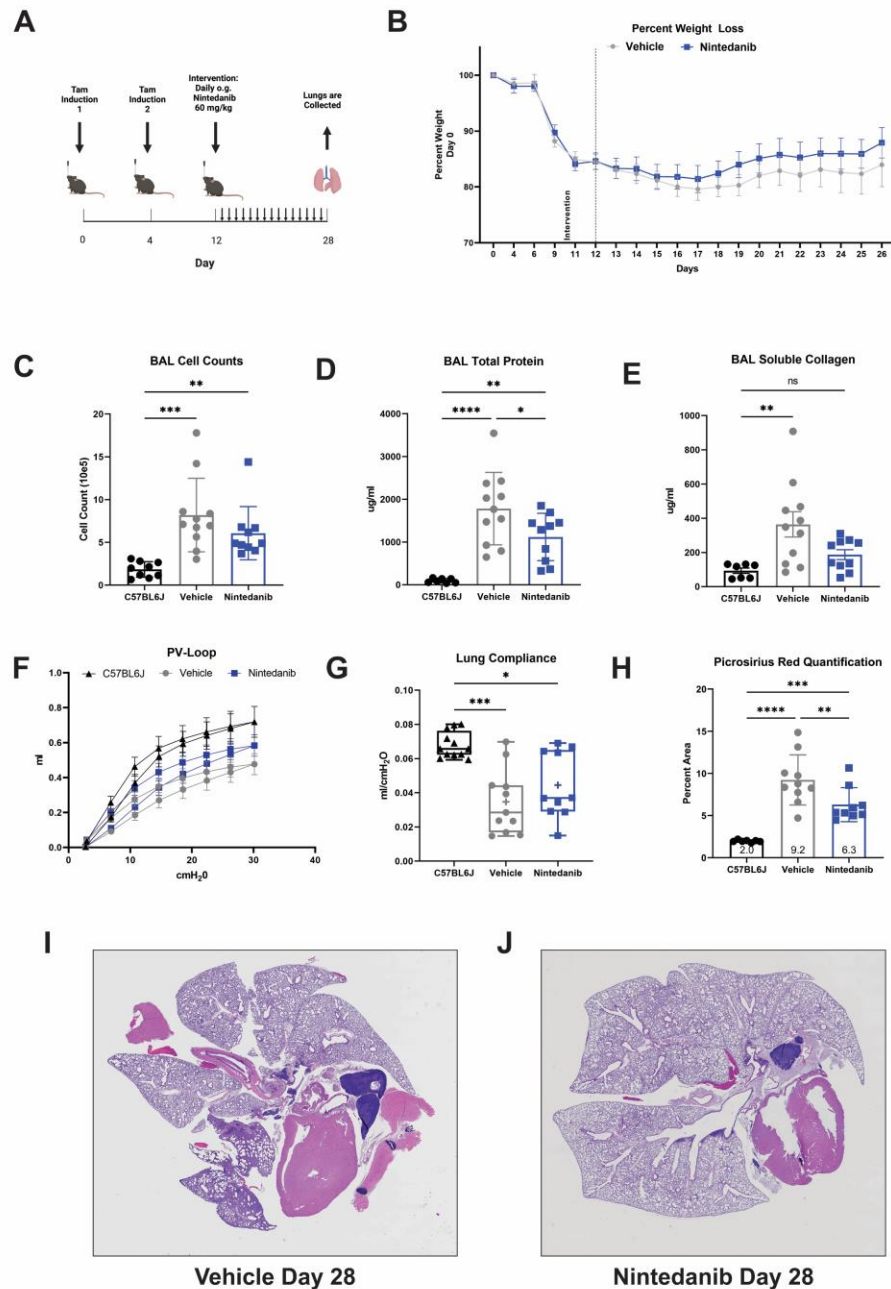 A
Tam
Induction
1
Tam
Induction
2
Intervention:
Daily o.g.
Nintedanib
60 mg/kg
Lungs are
Collected
0
4
12
28
Day
B
Percent Weight Loss
Vehicle
Nintedanib
Percent Weight
Day 0
100
90
80
70
Intervention
0 4 6 9 11 12 13 14 15 16 17 18 19 20 21 22 23 24 25 26
Days
C
BAL Cell Counts
**
***
Cell Count (10e5)
20
15
10
5
0
C57BL6J Vehicle Nintedanib
D
BAL Total Protein
**
**** *
ug/ml
4000
3000
2000
1000
0
C57BL6J Vehicle Nintedanib
E
BAL Soluble Collagen
ns
**
ug/ml
1000
800
600
400
200
0
C57BL6J Vehicle Nintedanib
F
PV-Loop
C57BL6J Vehicle Nintedanib
ml
1.0
0.8
0.6
0.4
0.2
0.0
0 10 20 30 40
cmH20
G
Lung Compliance
*
***
ml/cmH2O
0.10
0.08
0.06
0.04
0.02
0.00
C57BL6J Vehicle Nintedanib
H
Picrosirius Red Quantification
***
**** **
Percent Area
20
15
10
5
0
2.0 9.2 6.3
C57BL6J Vehicle Nintedanib
I
Vehicle Day 28
J
Nintedanib Day 28